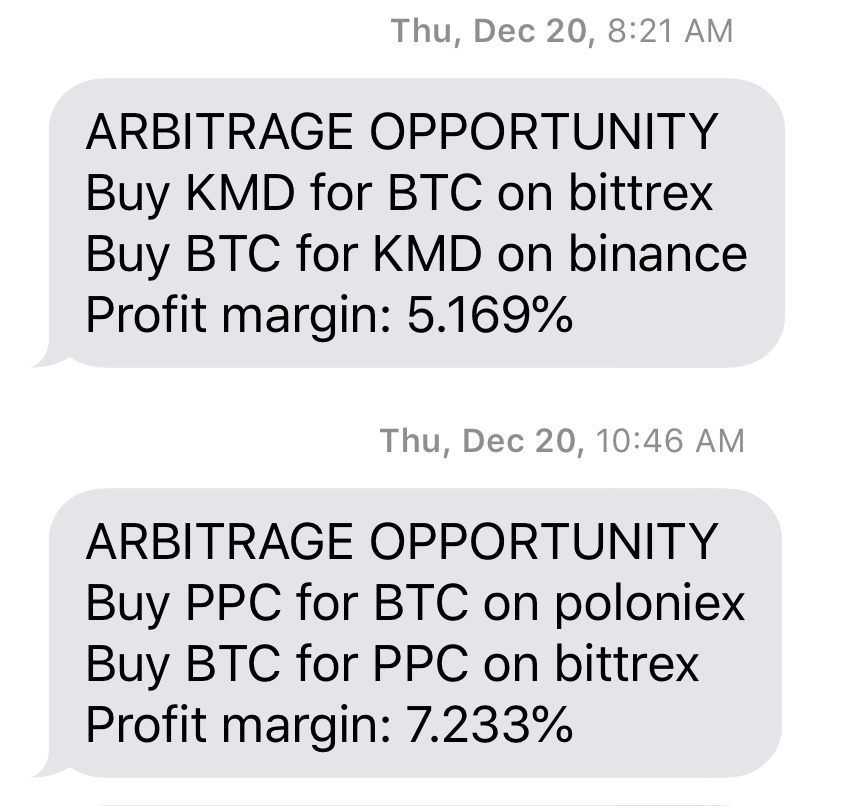 Thu, Dec 20, 8:21 AM
ARBITRAGE OPPORTUNITY
Buy KMD for BTC on bittrex
Buy BTC for KMD on binance
Profit margin: 5.169%
Thu, Dec 20, 10:46 AM
ARBITRAGE OPPORTUNITY
Buy PPC for BTC on poloniex
Buy BTC for PPC on bittrex
Profit margin: 7.233%